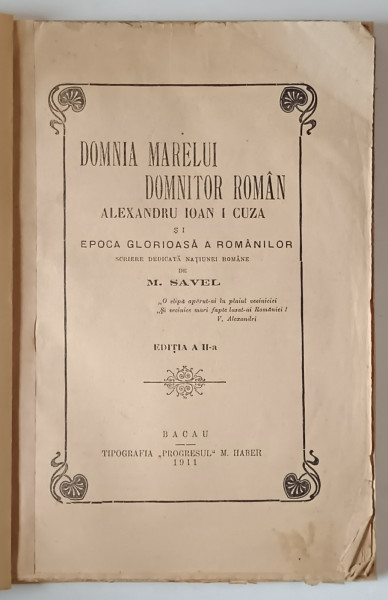 DOMNIA MARELUI
DOMNITOR ROMÂN
ALEXANDRU IOAN I CUZA
ȘI
EPOCA GLORIOASĂ A ROMÂNILOR
SCRIERE DEDICATĂ NAȚIUNEI ROMÂNE
DE
M. SAVEL
„O clipă apărut-ai în plaiul veciniciei
„Și vecinice mari fapte lasat-ai României !
V. Alexandri
EDIȚIA A II-a
BACAU
TIPOGRAFIA „PROGRESUL“ M. HABER
1911